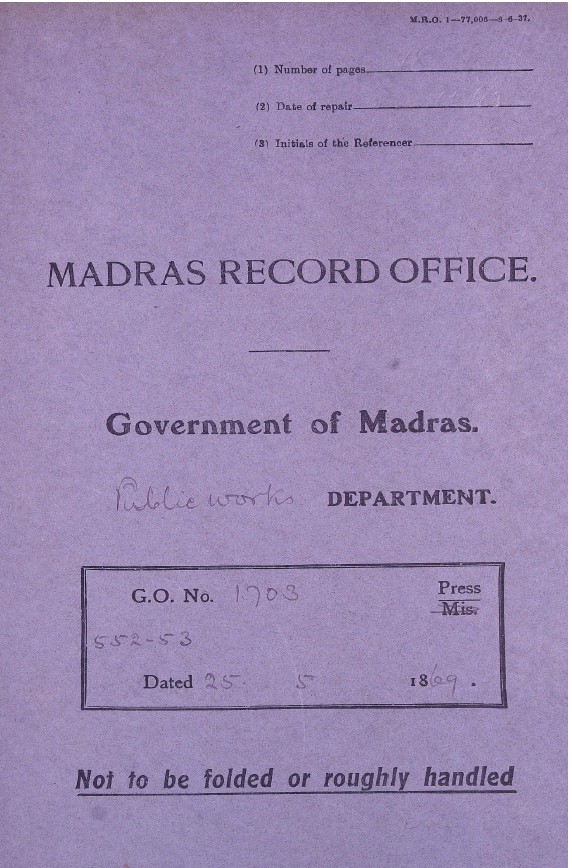 M.R.O. 1—77,006—8-6-37.
(1) Number of pages
(2) Date of repair
(3) Initials of the Referencer
MADRAS RECORD OFFICE.
Government of Madras.
Public works DEPARTMENT.
G.O. No. 1703 Press
Mis.
552-53
Dated 25. 5 1869.
Not to be folded or roughly handled